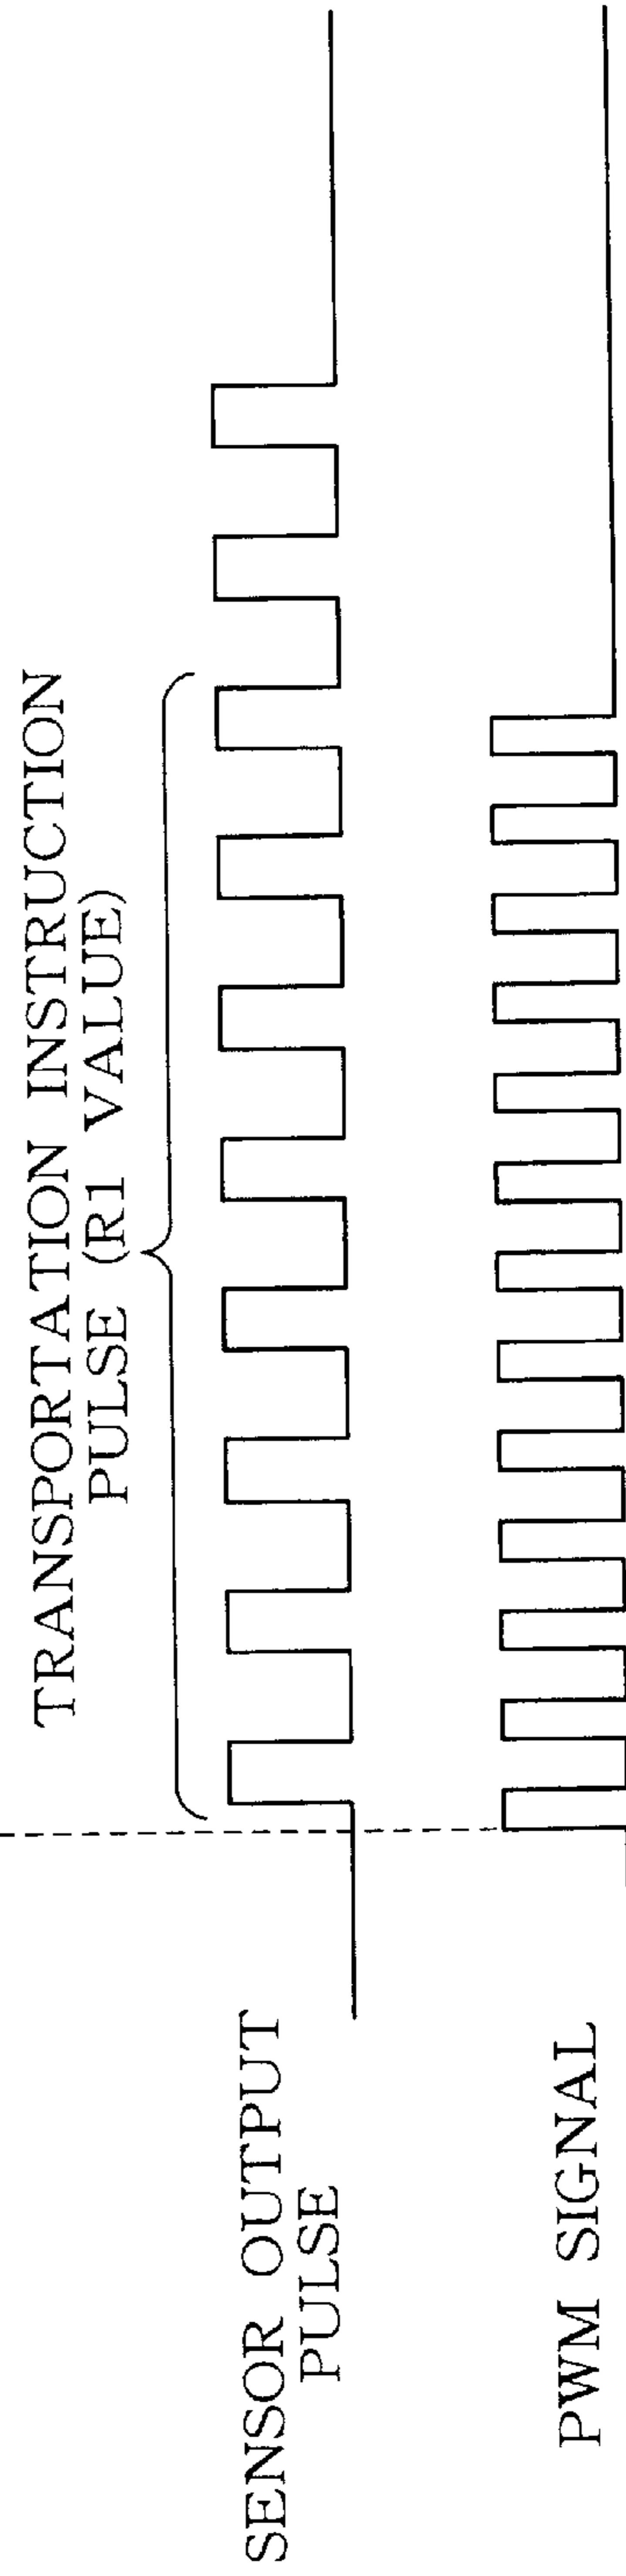 TRANSPORTATION INSTRUCTION
PULSE (R1 VALUE)
SENSOR OUTPUT
PULSE
PWM SIGNAL